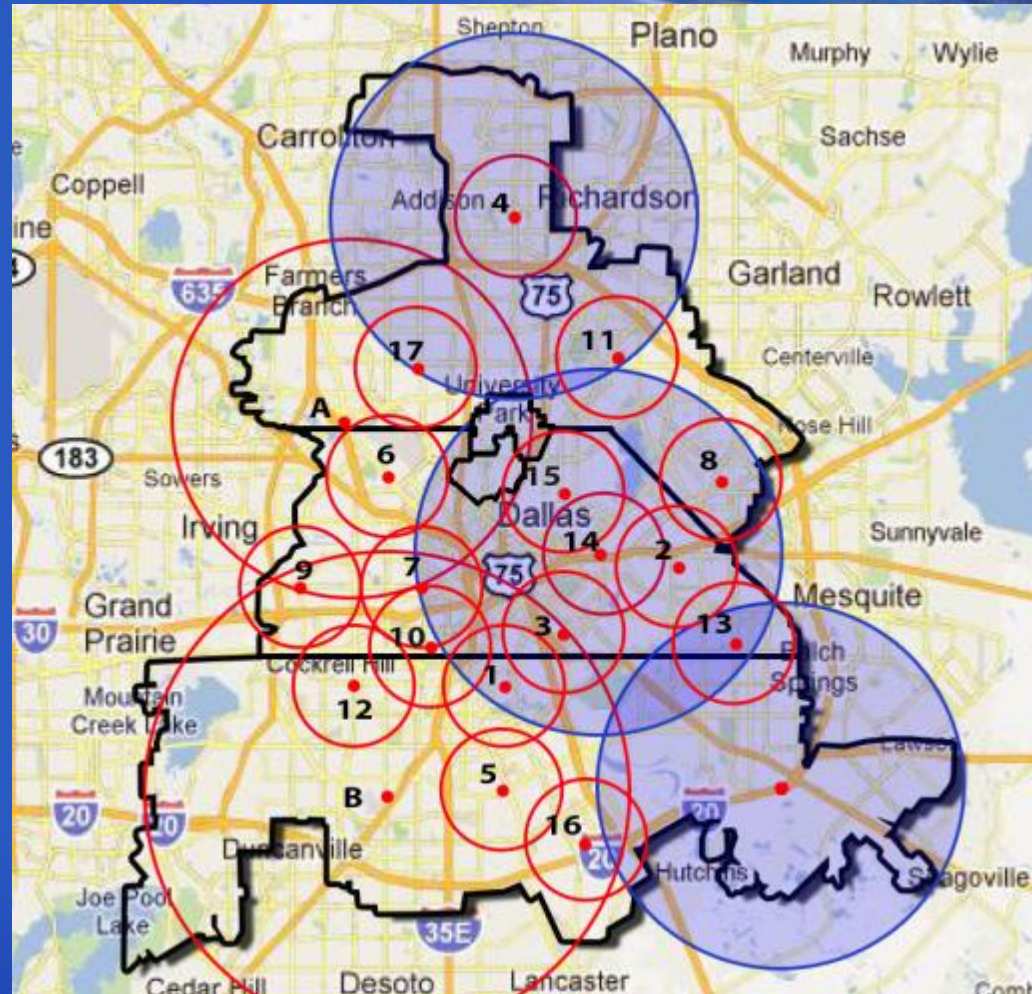 Shepton
Plano
Murphy
Wylie
Carrollton
Sachse
Coppell
Addison
4
Richardson
ine
Garland
Farmers
Branch
635
75
Rowlett
17
11
Centerville
University
Park
A
Rose Hill
183
6
8
Sowers
15
Irving
Dallas
Sunnyvale
14
2
9
7
75
Mesquite
Grand
Prairie
30
3
13
10
Balch
Springs
Cockrell Hill
1
Mountain
Creek Lake
12
Lawson
5
B
20
20
20
16
20
Duncanville
Hutchins
Seagoville
Joe Pool
Lake
35E
Cedar Hill
Desoto
Lancaster